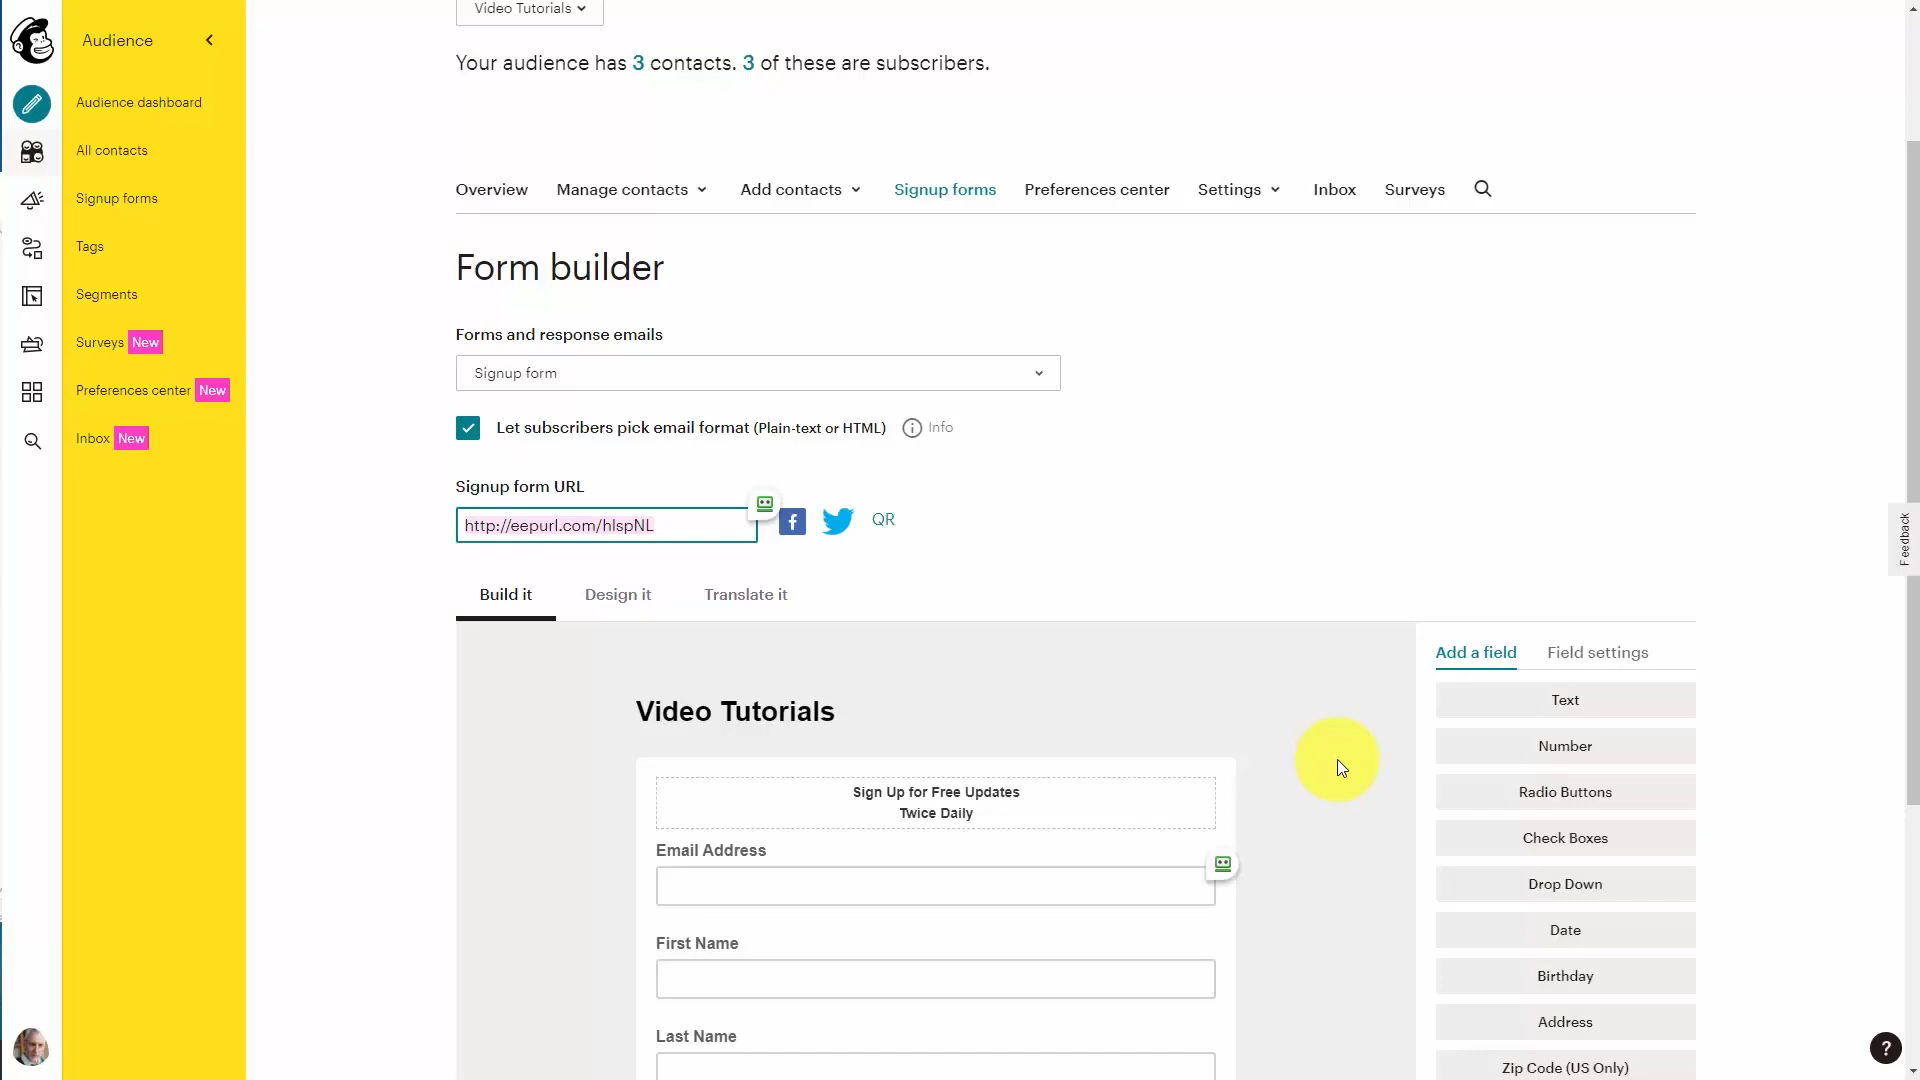 Video Tutorials
Audience
Your audience has 3 contacts. 3 of these are subscribers.
Audience dashboard
All contacts
Signup forms
Tags
Segments
Surveys New
Preferences center New
Inbox New
Overview
Manage contacts
Add contacts
Signup forms
Preferences center
Settings
Inbox
Surveys
Form builder
Forms and response emails
Signup form
Let subscribers pick email format (Plain-text or HTML)
Info
Signup form URL
http://eepurl.com/hlspNL
f
QR
Build it
Design it
Translate it
Video Tutorials
Sign Up for Free Updates
Twice Daily
Email Address
First Name
Last Name
Add a field
Field settings
Text
Number
Radio Buttons
Check Boxes
Drop Down
Date
Birthday
Address
Zip Code (US Only)
Feedback
?